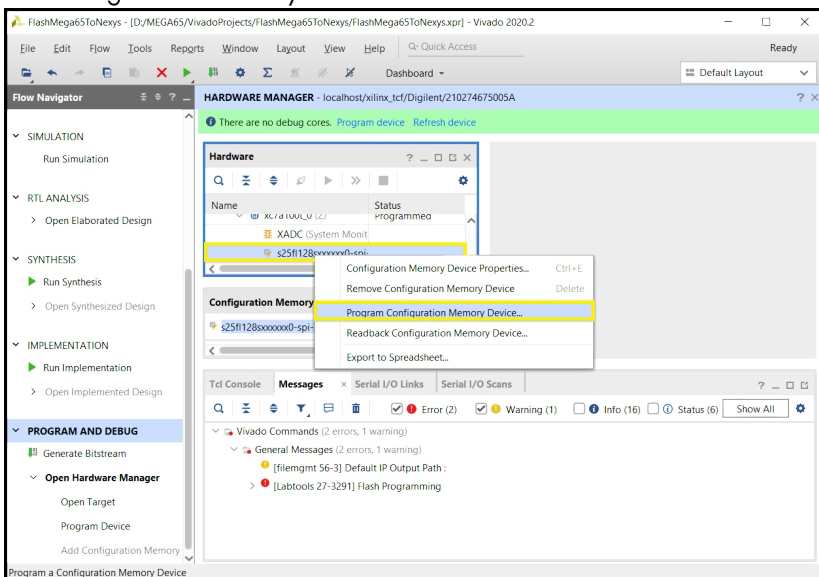 FlashMega65ToNexys - [D:/MEGA65/VivadoProjects/FlashMega65ToNexys/FlashMega65ToNexys.xpr] - Vivado 2020.2
File Edit Flow Tools Reports Window Layout View Help Quick Access Ready
Dashboard Default Layout
Flow Navigator
HARDWARE MANAGER - localhost/xilinx_tcf/Digilent/210274675005A
There are no debug cores. Program device Refresh device
SIMULATION
Run Simulation
RTL ANALYSIS
Open Elaborated Design
SYNTHESIS
Run Synthesis
Open Synthesized Design
IMPLEMENTATION
Run Implementation
Open Implemented Design
PROGRAM AND DEBUG
Generate Bitstream
Open Hardware Manager
Open Target
Program Device
Add Configuration Memory
Hardware
Name Status
xc7a100t_0 (2) Programmed
XADC (System Monit
s25fl128sxxxxxx0-spi-
Configuration Memory Device Properties... Ctrl+E
Remove Configuration Memory Device Delete
Program Configuration Memory Device...
Readback Configuration Memory Device...
Export to Spreadsheet...
Configuration Memory
s25fl128sxxxxxx0-spi-
Tcl Console Messages Serial I/O Links Serial I/O Scans
Error (2) Warning (1) Info (16) Status (6) Show All
Vivado Commands (2 errors, 1 warning)
General Messages (2 errors, 1 warning)
[filemgmt 56-3] Default IP Output Path :
[Labtools 27-3291] Flash Programming
Program a Configuration Memory Device